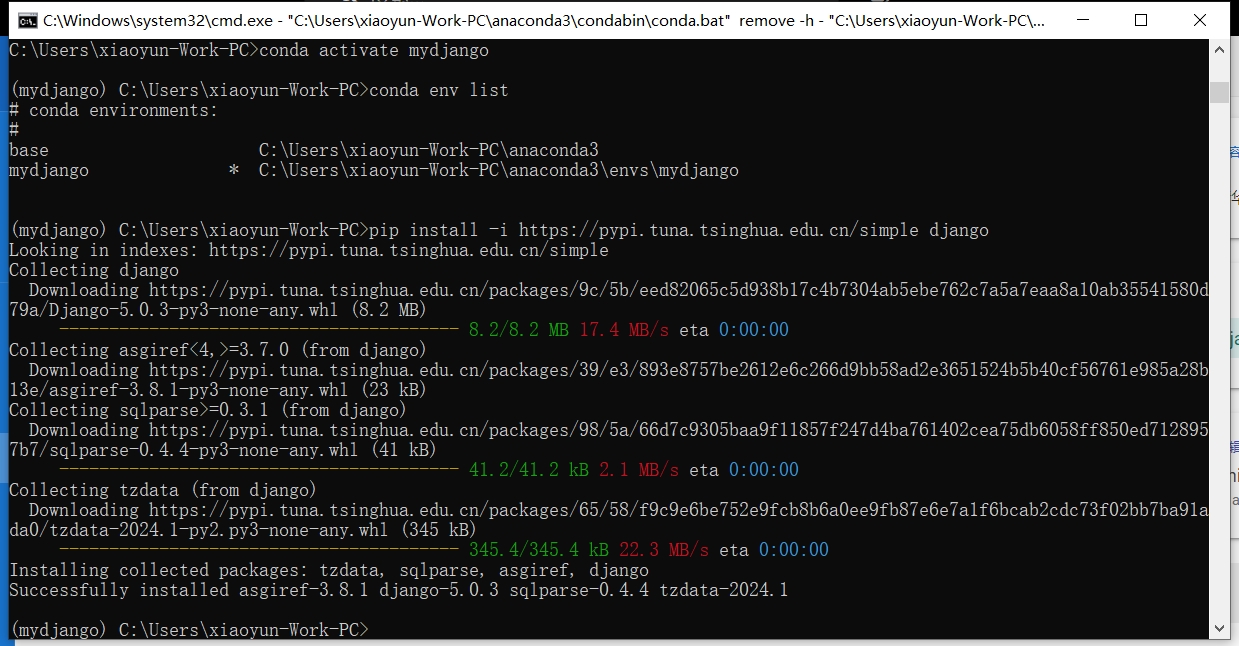 C:\Windows\system32\cmd.exe - "C:\Users\xiaoyun-Work-PC\anaconda3\condabin\conda.bat"  remove -h - "C:\Users\xiaoyun-Work-PC\...
C:\Users\xiaoyun-Work-PC>conda activate mydjango
(mydjango) C:\Users\xiaoyun-Work-PC>conda env list
# conda environments:
#
base                     C:\Users\xiaoyun-Work-PC\anaconda3
mydjango              *  C:\Users\xiaoyun-Work-PC\anaconda3\envs\mydjango
(mydjango) C:\Users\xiaoyun-Work-PC>pip install -i https://pypi.tuna.tsinghua.edu.cn/simple django
Looking in indexes: https://pypi.tuna.tsinghua.edu.cn/simple
Collecting django
  Downloading https://pypi.tuna.tsinghua.edu.cn/packages/9c/5b/eed82065c5d938b17c4b7304ab5ebe762c7a5a7eaa8a10ab35541580d
79a/Django-5.0.3-py3-none-any.whl (8.2 MB)
     ---------------------------------------- 8.2/8.2 MB 17.4 MB/s eta 0:00:00
Collecting asgiref<4,>=3.7.0 (from django)
  Downloading https://pypi.tuna.tsinghua.edu.cn/packages/39/e3/893e8757be2612e6c266d9bb58ad2e3651524b5b40cf56761e985a28b
13e/asgiref-3.8.1-py3-none-any.whl (23 kB)
Collecting sqlparse>=0.3.1 (from django)
  Downloading https://pypi.tuna.tsinghua.edu.cn/packages/98/5a/66d7c9305baa9f11857f247d4ba761402cea75db6058ff850ed712895
7b7/sqlparse-0.4.4-py3-none-any.whl (41 kB)
     ---------------------------------------- 41.2/41.2 kB 2.1 MB/s eta 0:00:00
Collecting tzdata (from django)
  Downloading https://pypi.tuna.tsinghua.edu.cn/packages/65/58/f9c9e6be752e9fcb8b6a0ee9fb87e6e7a1f6bcab2cdc73f02bb7ba91a
da0/tzdata-2024.1-py2.py3-none-any.whl (345 kB)
     ---------------------------------------- 345.4/345.4 kB 22.3 MB/s eta 0:00:00
Installing collected packages: tzdata, sqlparse, asgiref, django
Successfully installed asgiref-3.8.1 django-5.0.3 sqlparse-0.4.4 tzdata-2024.1
(mydjango) C:\Users\xiaoyun-Work-PC>